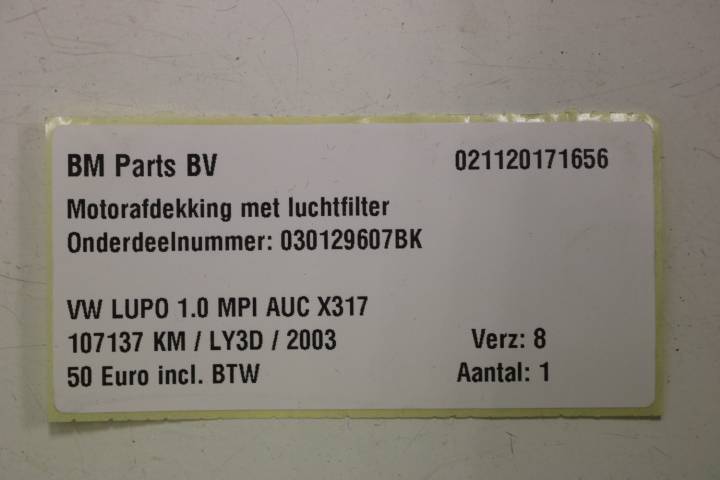 BM Parts BV 021120171656
Motorafdekking met luchtfilter
Onderdeelnummer: 030129607BK
VW LUPO 1.0 MPI AUC X317
107137 KM / LY3D / 2003 Verz: 8
50 Euro incl. BTW Aantal: 1